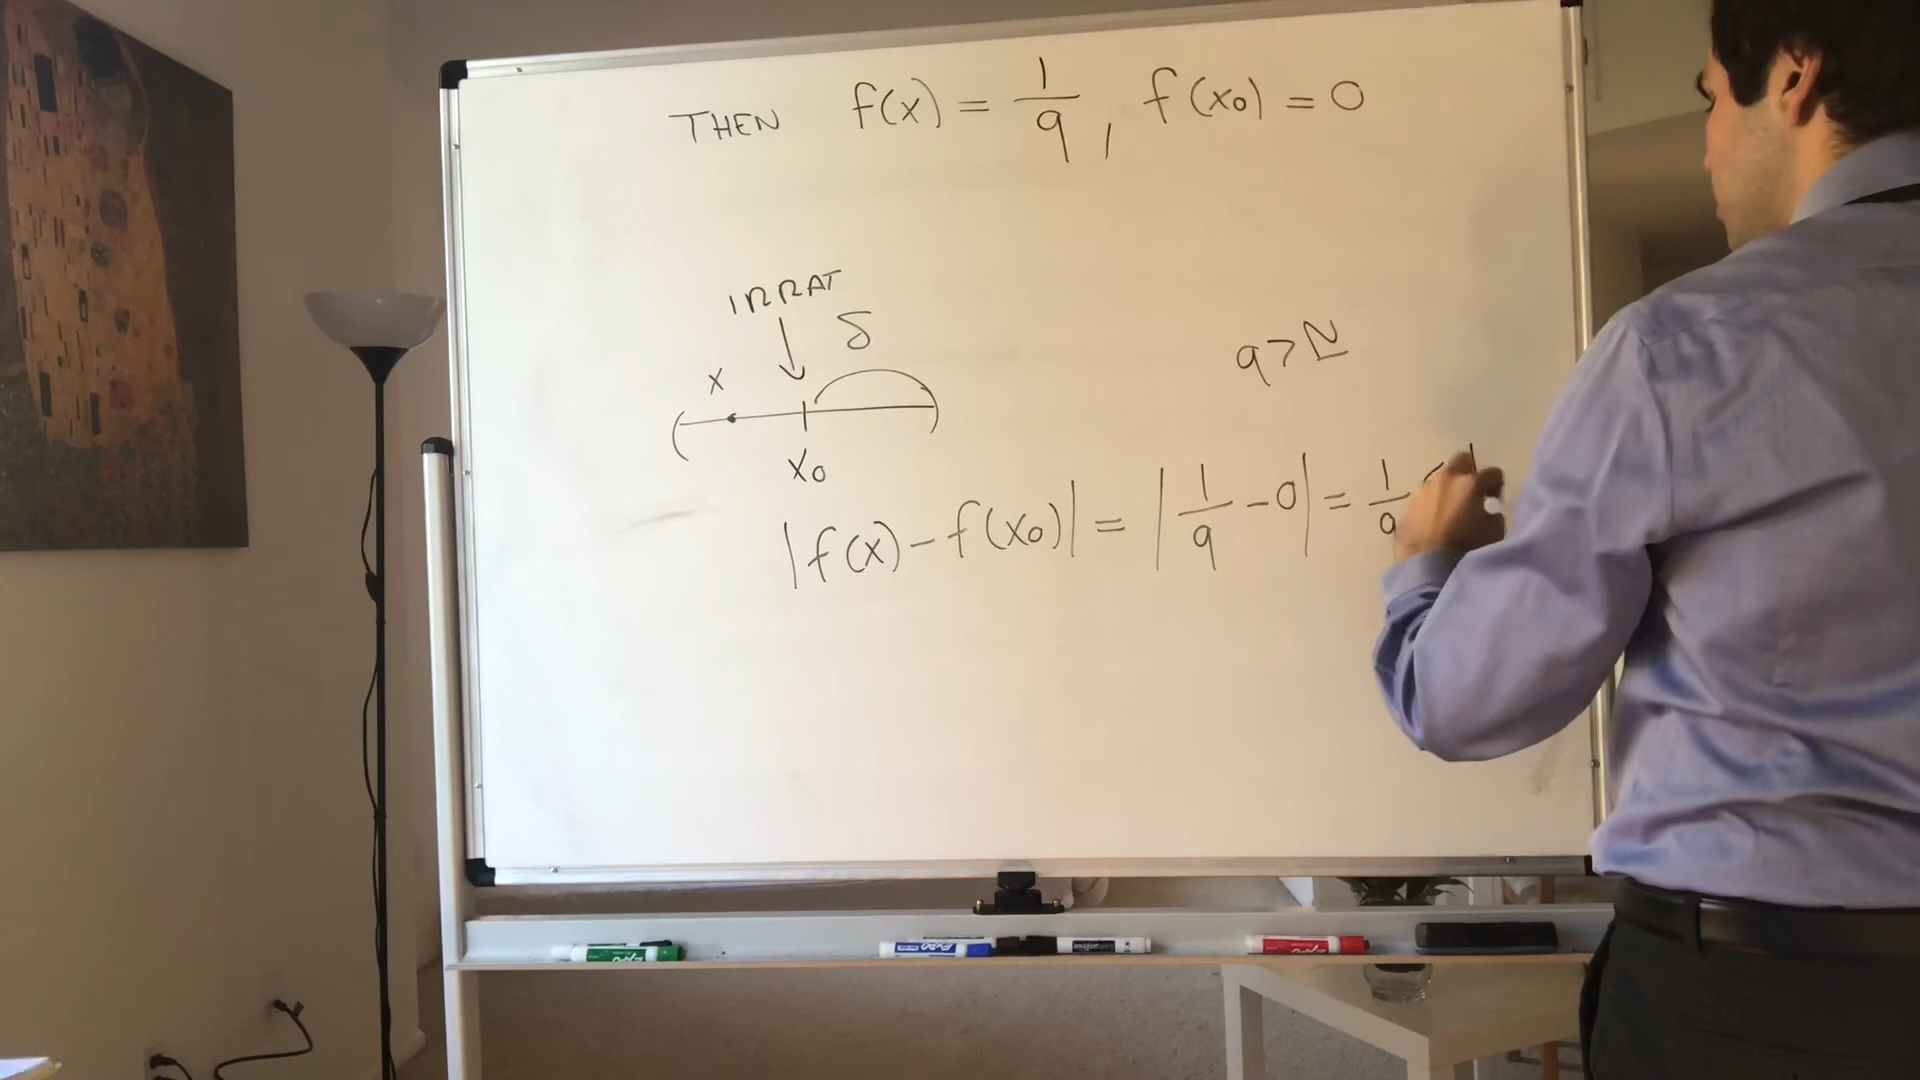 THEN f(x) = 1/q, f(x₀) = 0
IRRAT
δ
x
q > N
x₀
|f(x) - f(x₀)| = |1/q - 0| = 1/q